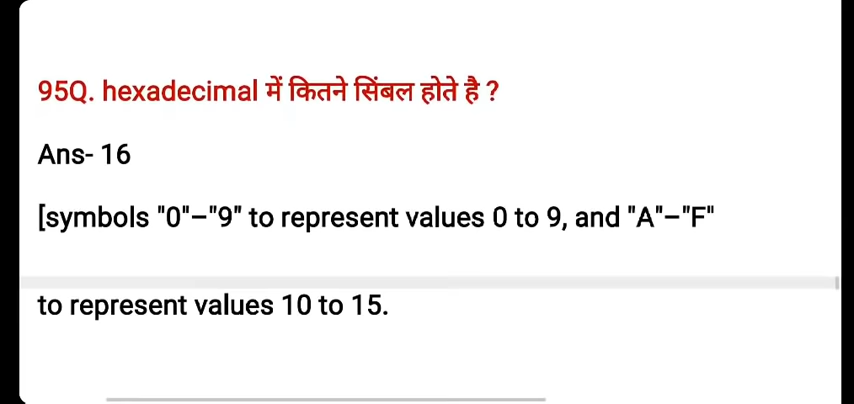 95Q. hexadecimal में कितने सिंबल होते है ?
Ans- 16
[symbols "0"–"9" to represent values 0 to 9, and "A"–"F"
to represent values 10 to 15.